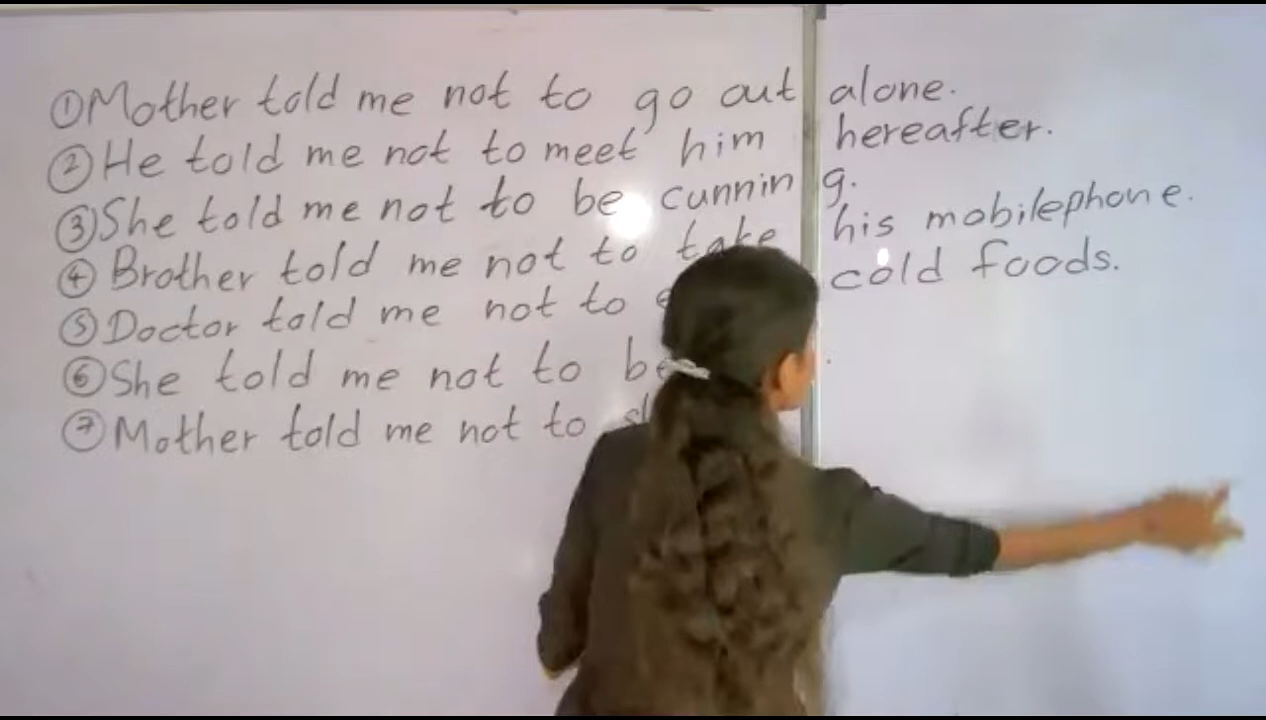 ①Mother told me not to go out alone.
②He told me not to meet him hereafter.
③She told me not to be cunning.
④Brother told me not to take his mobilephone.
⑤Doctor told me not to cold foods.
⑥She told me not to
⑦Mother told me not to